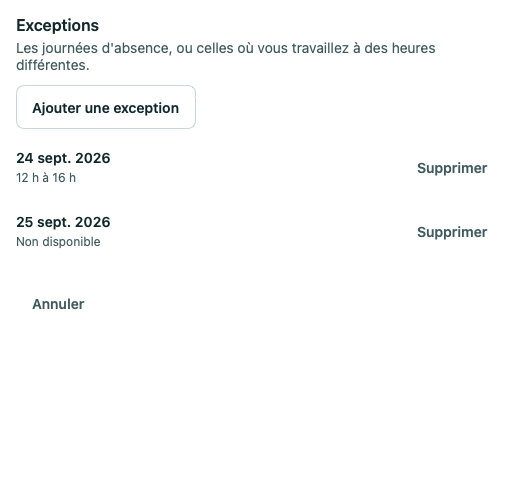 Exceptions
Les journées d'absence, ou celles où vous travaillez à des heures
différentes.
Ajouter une exception
24 sept. 2026
12 h à 16 h
Supprimer
25 sept. 2026
Non disponible
Supprimer
Annuler